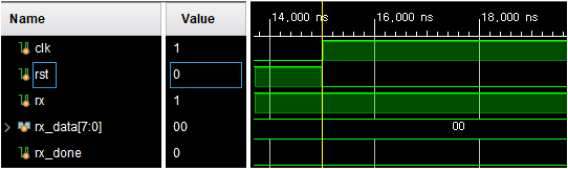 Name Value 14,000 ns 16,000 ns 18,000 ns
clk 1
rst 0
rx 1
rx_data[7:0] 00 00
rx_done 0